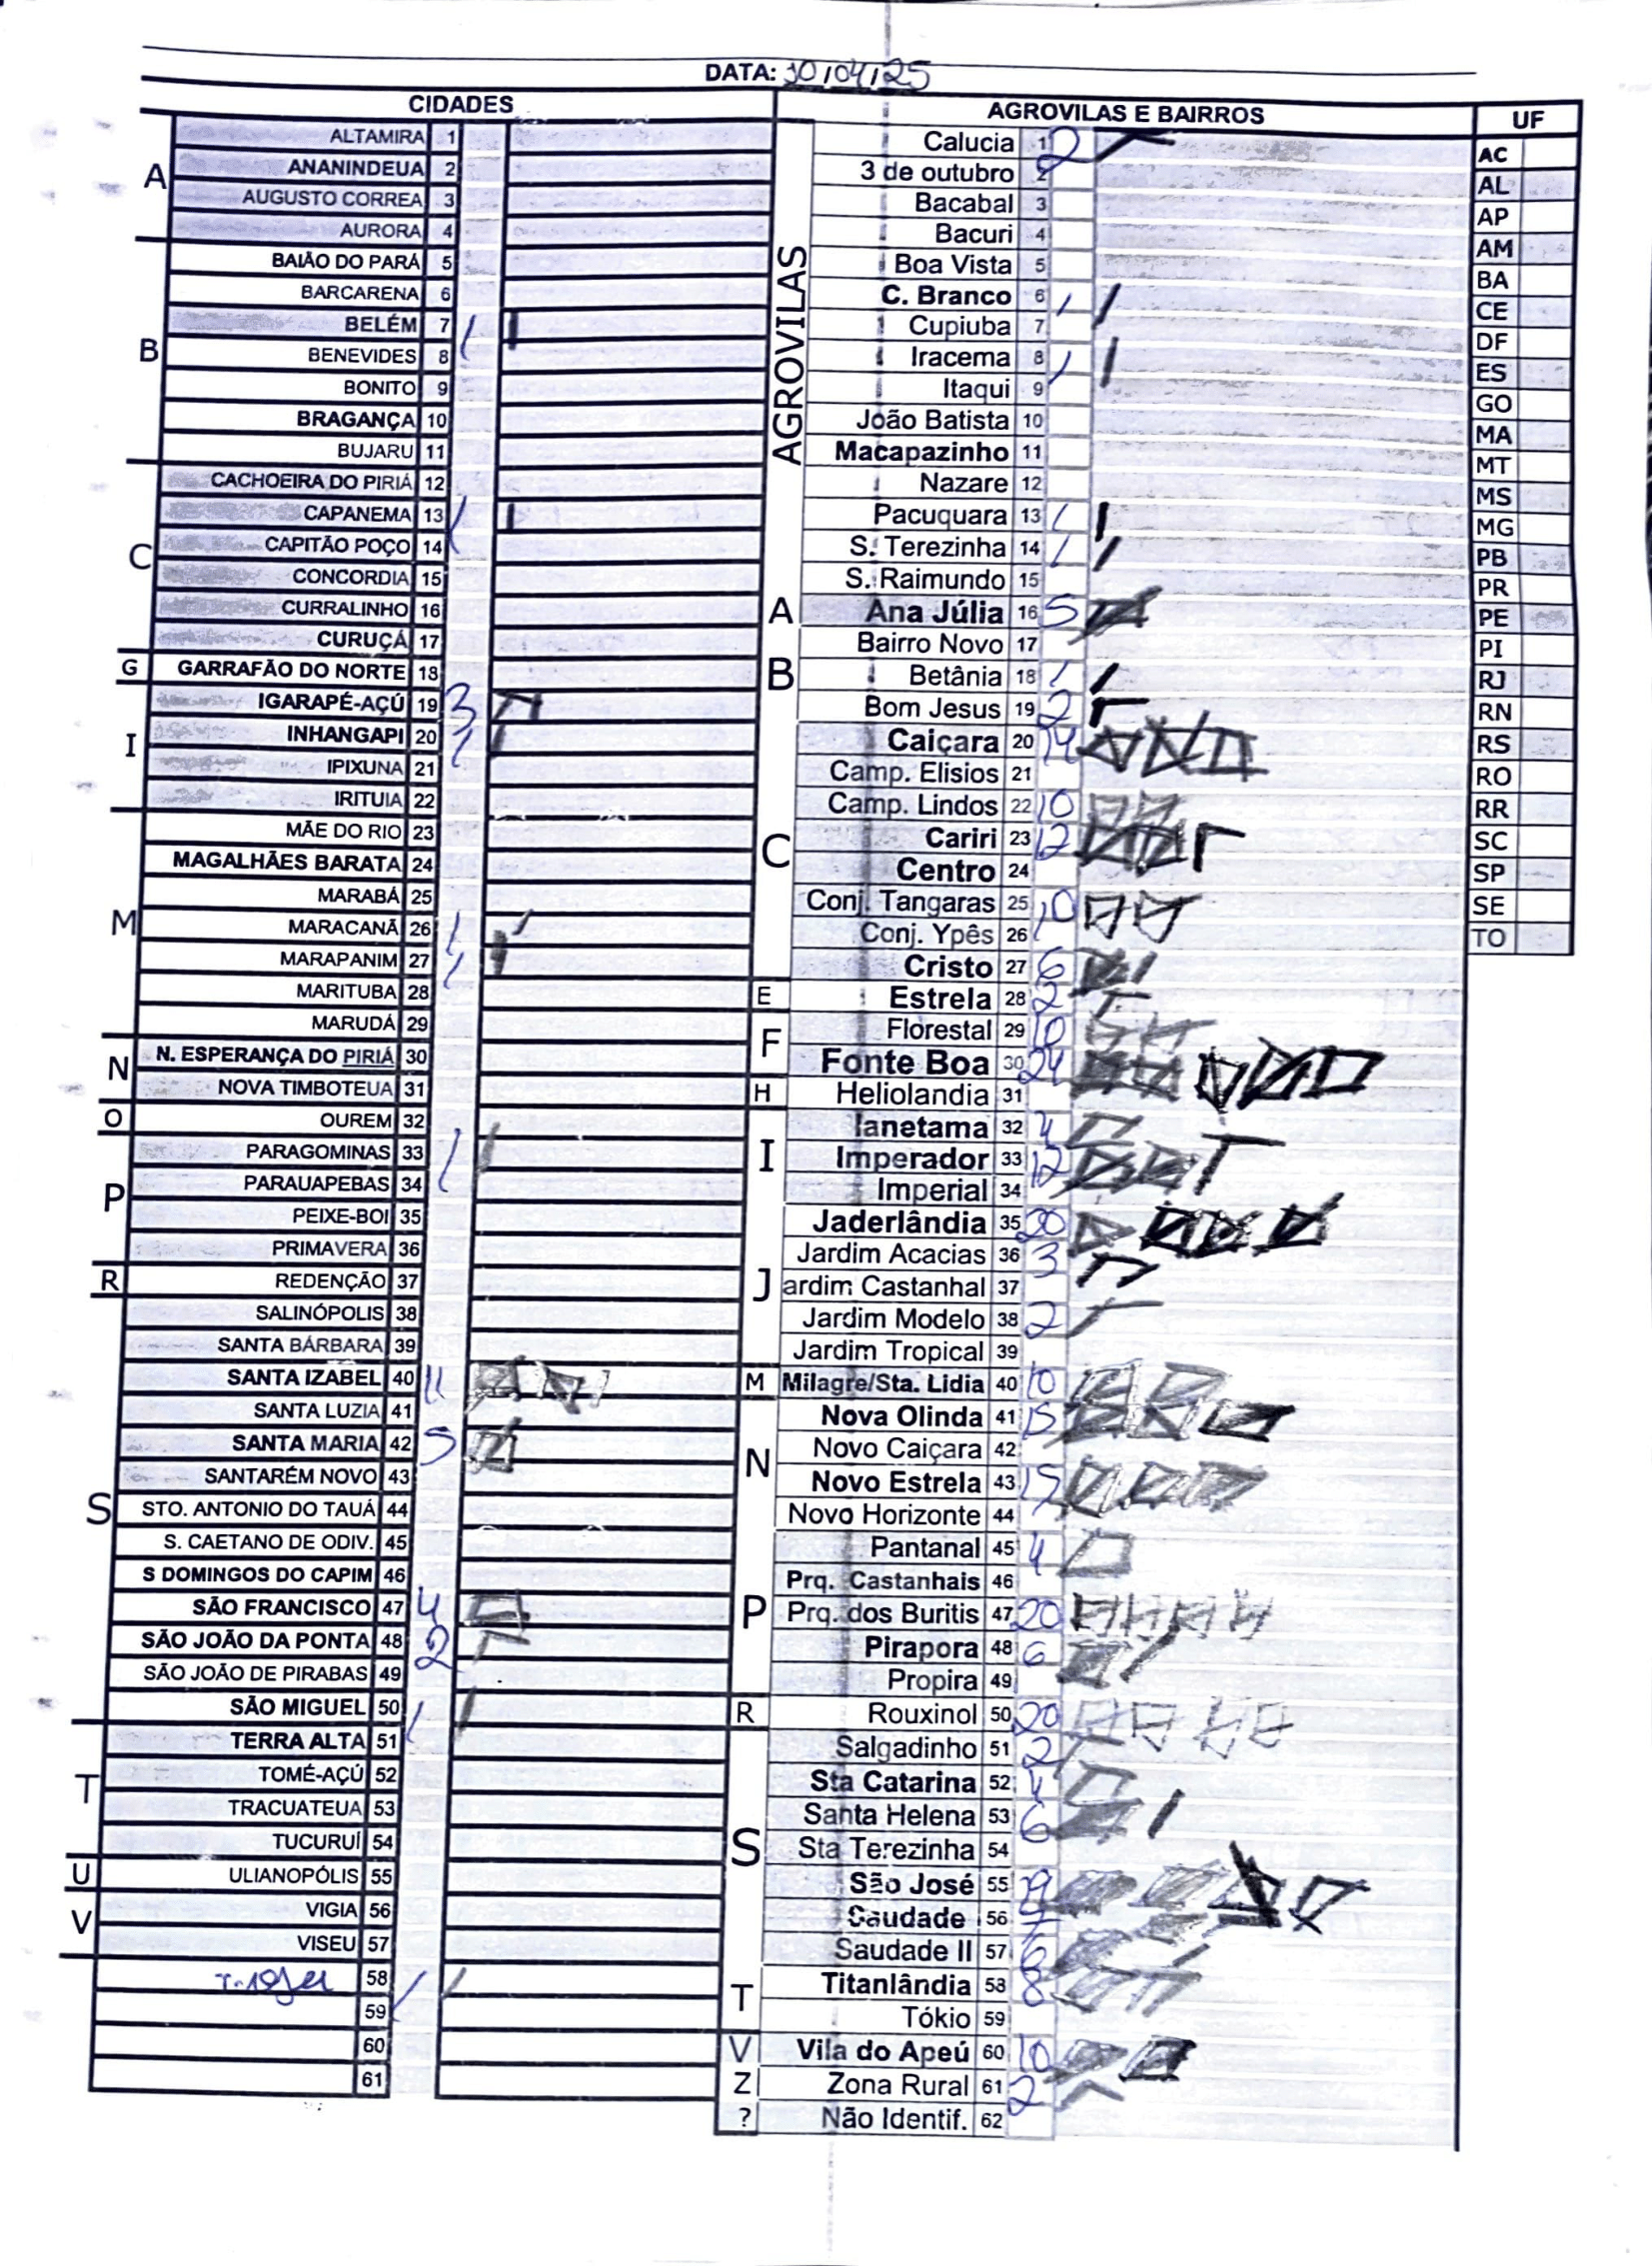 DATA: 30/04/25
CIDADES
A
ALTAMIRA 1
ANANINDEUA 2
AUGUSTO CORREA 3
AURORA 4
B
BAIÃO DO PARÁ 5
BARCARENA 6
BELÉM 7 1
BENEVIDES 8
BONITO 9
BRAGANÇA 10
BUJARU 11
C
CACHOEIRA DO PIRIÁ 12
CAPANEMA 13 1
CAPITÃO POÇO 14
CONCORDIA 15
CURRALINHO 16
CURUÇÁ 17
G
GARRAFÃO DO NORTE 18
I
IGARAPÉ-AÇÚ 19 3
INHANGAPI 20 1
IPIXUNA 21
IRITUIA 22
M
MÃE DO RIO 23
MAGALHÃES BARATA 24
MARABÁ 25
MARACANÃ 26 1
MARAPANIM 27 1
MARITUBA 28
MARUDÁ 29
N
N. ESPERANÇA DO PIRIÁ 30
NOVA TIMBOTEUA 31
O
OUREM 32
P
PARAGOMINAS 33 1
PARAUAPEBAS 34
PEIXE-BOI 35
PRIMAVERA 36
R
REDENÇÃO 37
S
SALINÓPOLIS 38
SANTA BÁRBARA 39
SANTA IZABEL 40 11
SANTA LUZIA 41
SANTA MARIA 42 5
SANTARÉM NOVO 43
STO. ANTONIO DO TAUÁ 44
S. CAETANO DE ODIV. 45
S DOMINGOS DO CAPIM 46
SÃO FRANCISCO 47 4
SÃO JOÃO DA PONTA 48 2
SÃO JOÃO DE PIRABAS 49
SÃO MIGUEL 50 1
T
TERRA ALTA 51
TOMÉ-AÇÚ 52
TRACUATEUA 53
TUCURUÍ 54
U
ULIANOPÓLIS 55
V
VIGIA 56
VISEU 57
58 1
59
60
61
AGROVILAS E BAIRROS
AGROVILAS
Calucia 1 2
3 de outubro 2
Bacabal 3
Bacuri 4
Boa Vista 5
C. Branco 6 1
Cupiuba 7
Iracema 8 1
Itaqui 9
João Batista 10
Macapazinho 11
Nazare 12
Pacuquara 13 1
S. Terezinha 14 1
S. Raimundo 15
A
Ana Júlia 16 5
B
Bairro Novo 17
Betânia 18 1
Bom Jesus 19 2
C
Caiçara 20 14
Camp. Elisios 21
Camp. Lindos 22 10
Cariri 23 12
Centro 24
Conj. Tangaras 25 10
Conj. Ypês 26
Cristo 27 6
E
Estrela 28 2
F
Florestal 29 10
Fonte Boa 30 24
H
Heliolandia 31
I
Ianetama 32 4
Imperador 33 12
Imperial 34
J
Jaderlândia 35 20
Jardim Acacias 36 3
ardim Castanhal 37
Jardim Modelo 38 2
Jardim Tropical 39
M
Milagre/Sta. Lidia 40 10
N
Nova Olinda 41 15
Novo Caiçara 42
Novo Estrela 43 15
Novo Horizonte 44
P
Pantanal 45 4
Prq. Castanhais 46
Prq. dos Buritis 47 20
Pirapora 48 6
Propira 49
R
Rouxinol 50 20
S
Salgadinho 51 2
Sta Catarina 52 4
Santa Helena 53 6
Sta Terezinha 54
São José 55 19
Saudade 56
Saudade II 57 6
T
Titanlândia 58 8
Tókio 59
V
Vila do Apeú 60 10
Z
Zona Rural 61 2
?
Não Identif. 62
UF
AC
AL
AP
AM
BA
CE
DF
ES
GO
MA
MT
MS
MG
PB
PR
PE
PI
RJ
RN
RS
RO
RR
SC
SP
SE
TO